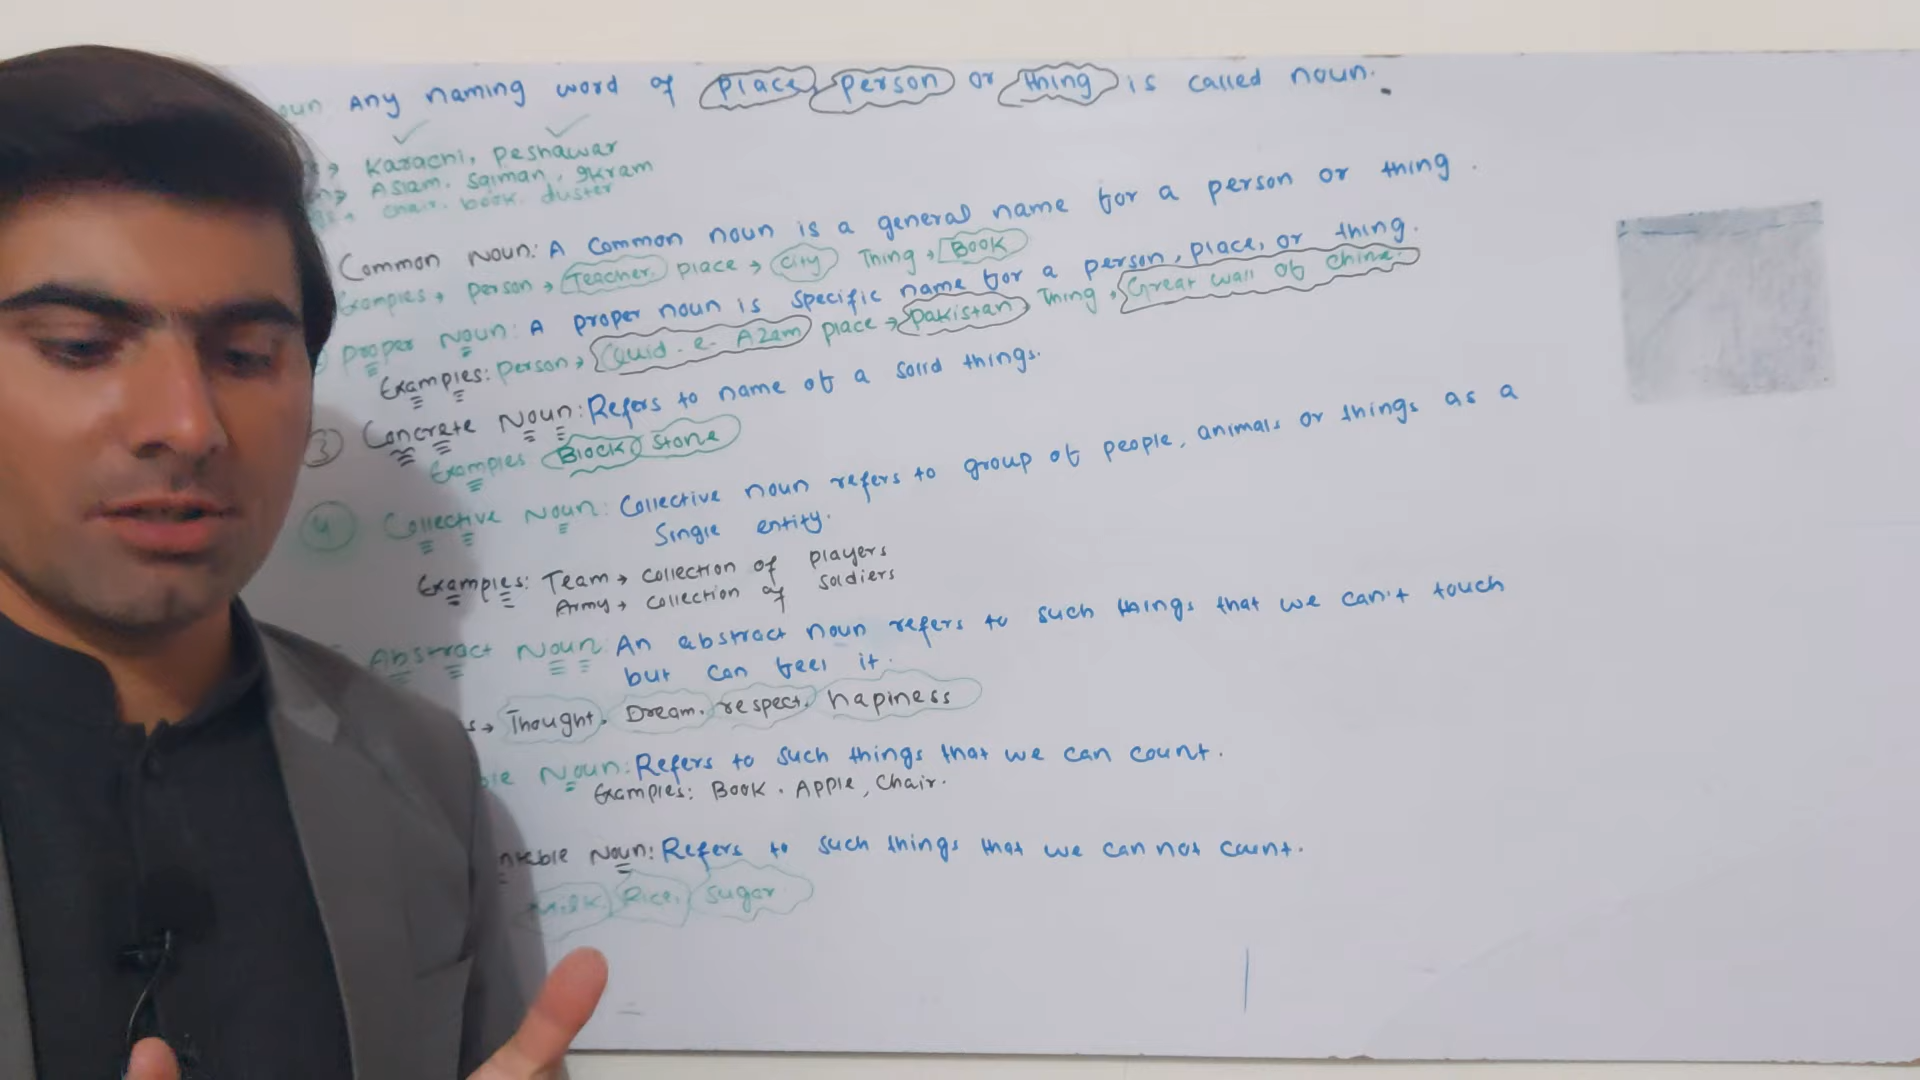 oun Any naming word of place, person or thing is called noun.
Karachi, Peshawar
Aslam. Salman, Ikram
chair. book. duster
Common Noun: A Common noun is a general name for a person or thing.
Examples → person → Teacher. place → city Thing → Book
Proper Noun: A proper noun is specific name for a person, place, or thing.
Examples: person → Quid. e. Azam place → Pakistan Thing → Great wall of China.
3 Concrete Noun: Refers to name of a solid things.
Examples Block, Stone
4 Collective Noun: Collective noun refers to group of people, animals or things as a
Single entity.
Examples: Team → collection of players
Army → collection of soldiers
Abstract Noun: An abstract noun refers to such things that we can't touch
but can feel it.
s → Thought, Dream. respect. hapiness
ble Noun: Refers to such things that we can count.
Examples: Book. Apple, Chair.
ntable Noun: Refers to such things that we can not count.
Milk, Rice, Sugar